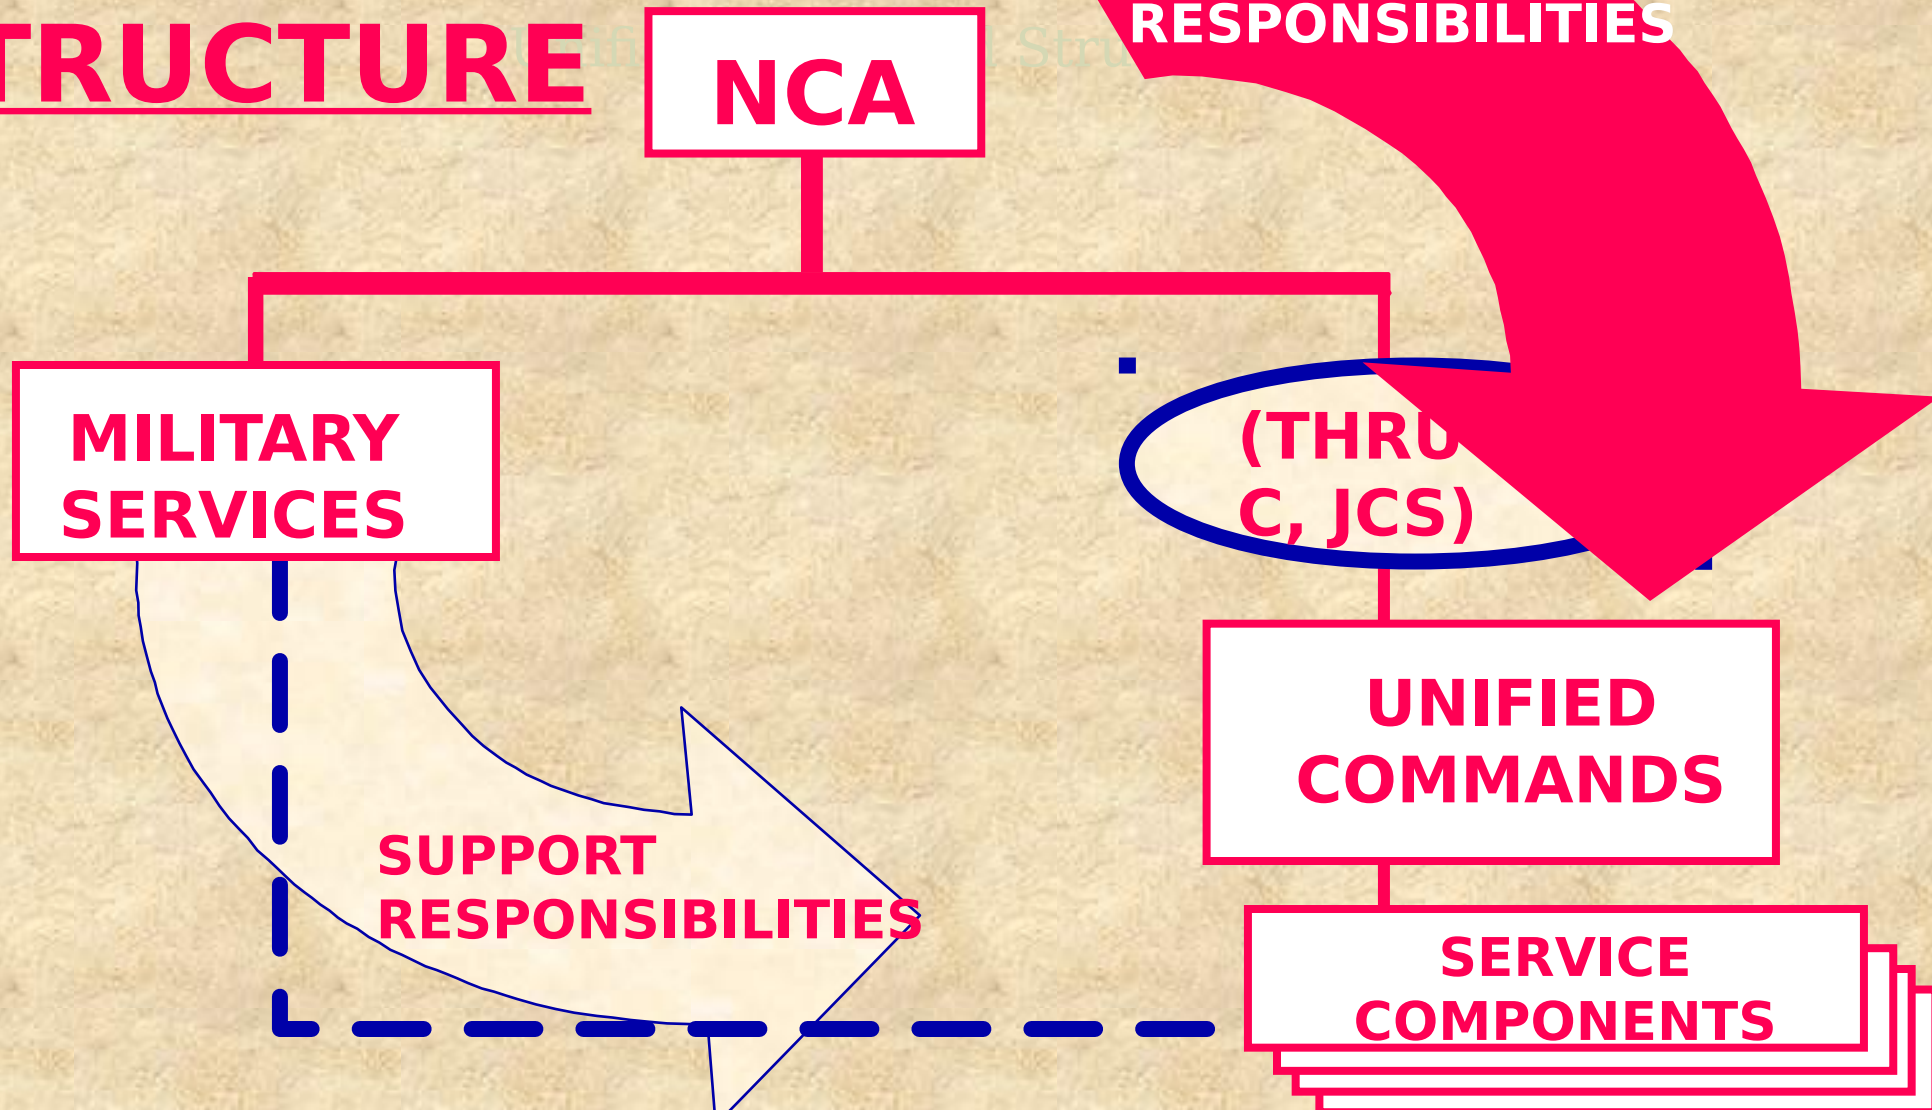 TRUCTURE
NCA
RESPONSIBILITIES
MILITARY
SERVICES
(THRU
C, JCS)
UNIFIED
COMMANDS
SUPPORT
RESPONSIBILITIES
SERVICE
COMPONENTS